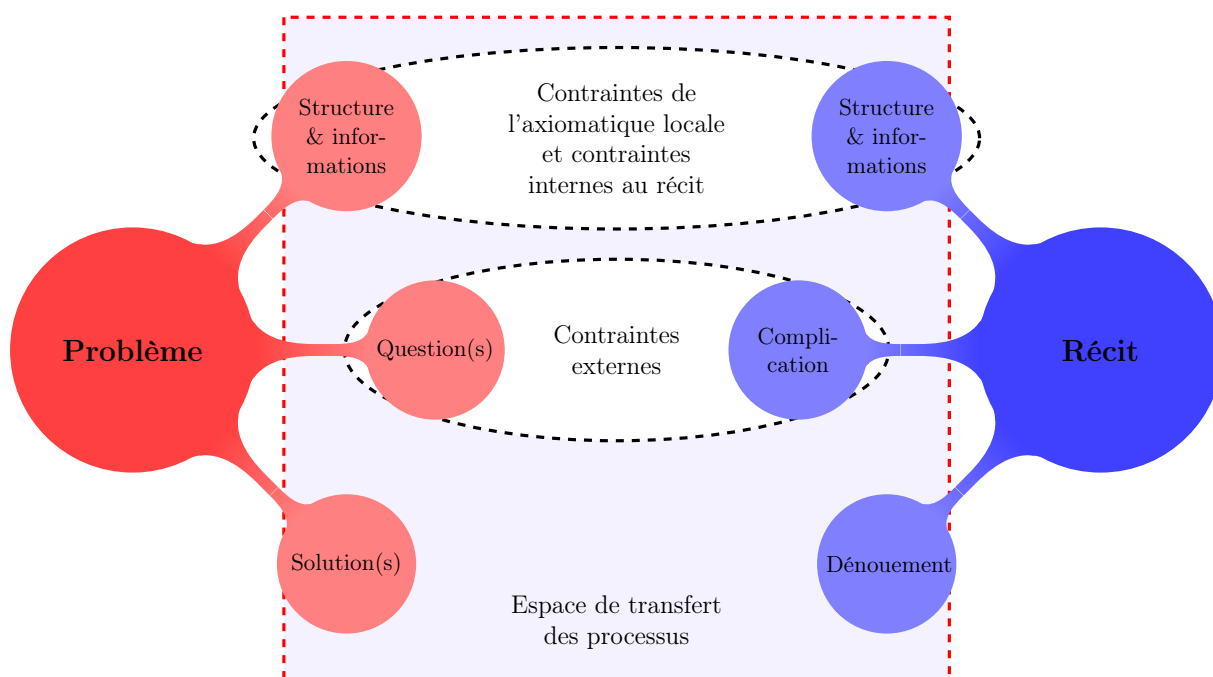 Structure
& infor-
mations
Contraintes de
l'axiomatique locale
et contraintes
internes au récit
Structure
& infor-
mations
Problème
Question(s)
Contraintes
externes
Compli-
cation
Récit
Solution(s)
Dénouement
Espace de transfert
des processus